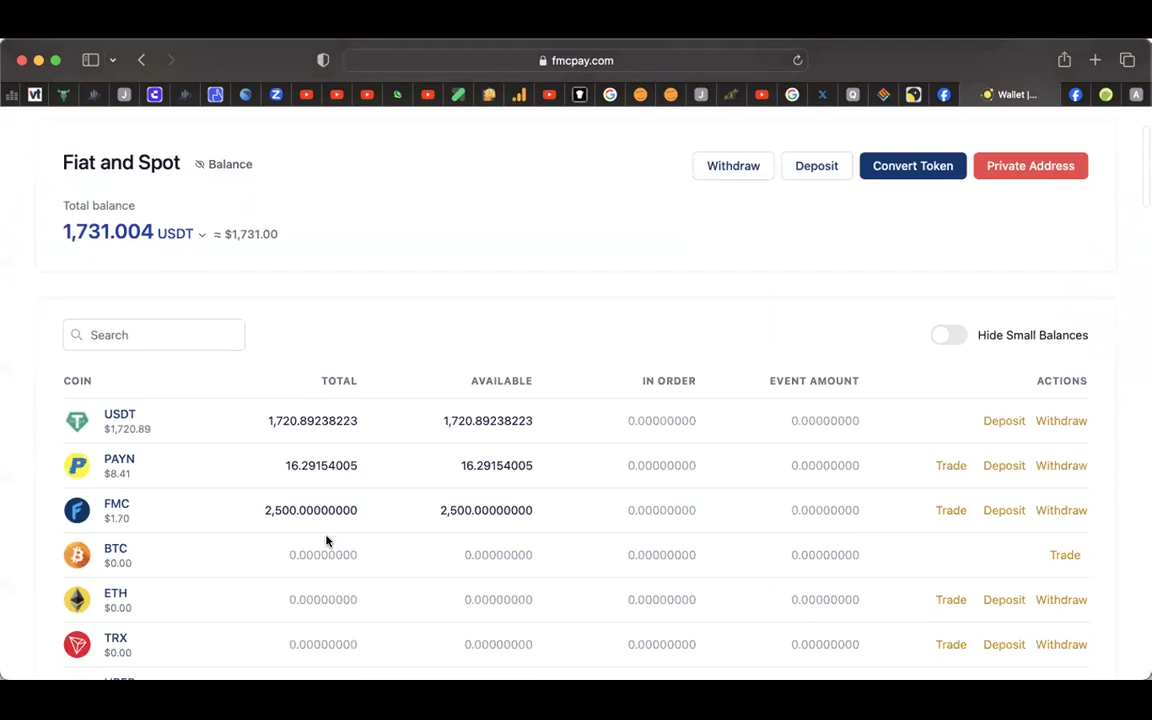 fmcpay.com
Wallet |...
Fiat and Spot Balance
Withdraw Deposit Convert Token Private Address
Total balance
1,731.004 USDT ≈ $1,731.00
Search Hide Small Balances
COIN TOTAL AVAILABLE IN ORDER EVENT AMOUNT ACTIONS
USDT
$1,720.89 1,720.89238223 1,720.89238223 0.00000000 0.00000000 Deposit Withdraw
PAYN
$8.41 16.29154005 16.29154005 0.00000000 0.00000000 Trade Deposit Withdraw
FMC
$1.70 2,500.00000000 2,500.00000000 0.00000000 0.00000000 Trade Deposit Withdraw
BTC
$0.00 0.00000000 0.00000000 0.00000000 0.00000000 Trade
ETH
$0.00 0.00000000 0.00000000 0.00000000 0.00000000 Trade Deposit Withdraw
TRX
$0.00 0.00000000 0.00000000 0.00000000 0.00000000 Trade Deposit Withdraw